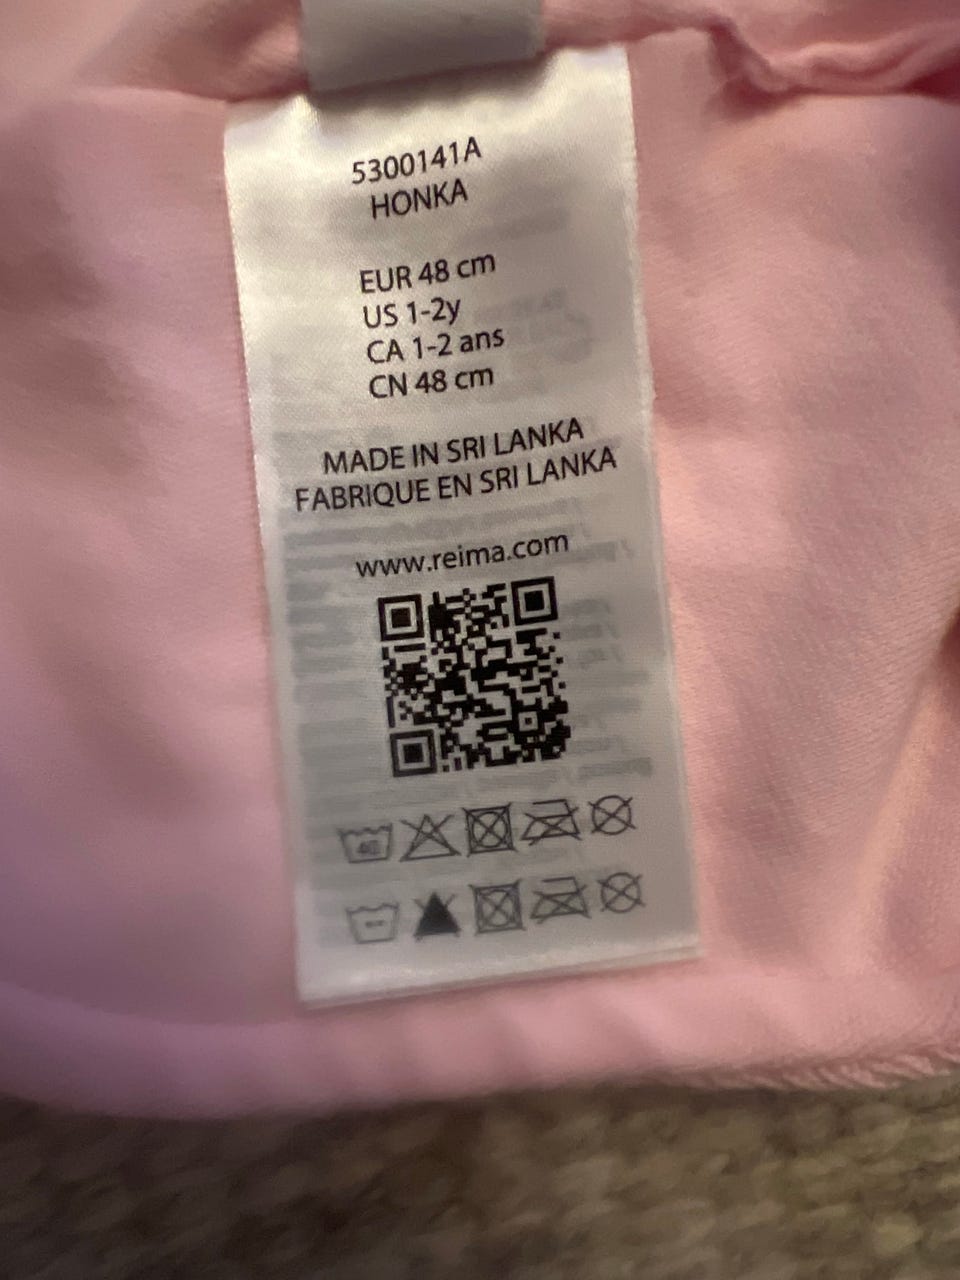 5300141A
HONKA
EUR 48 cm
US 1-2y
CA 1-2 ans
CN 48 cm
MADE IN SRI LANKA
FABRIQUE EN SRI LANKA
www.reima.com
40